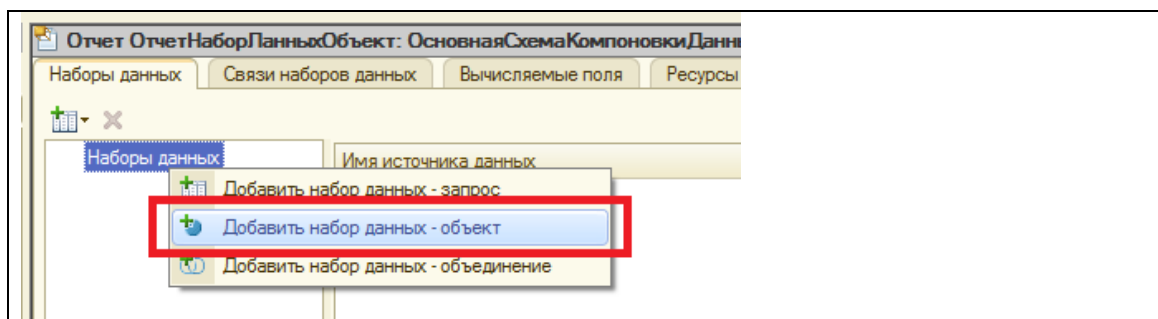 Отчет ОтчетНаборДанныхОбъект: ОсновнаяСхемаКомпоновкиДанн
Наборы данных Связи наборов данных Вычисляемые поля Ресурсы
Наборы данных Имя источника данных
Добавить набор данных - запрос
Добавить набор данных - объект
Добавить набор данных - объединение